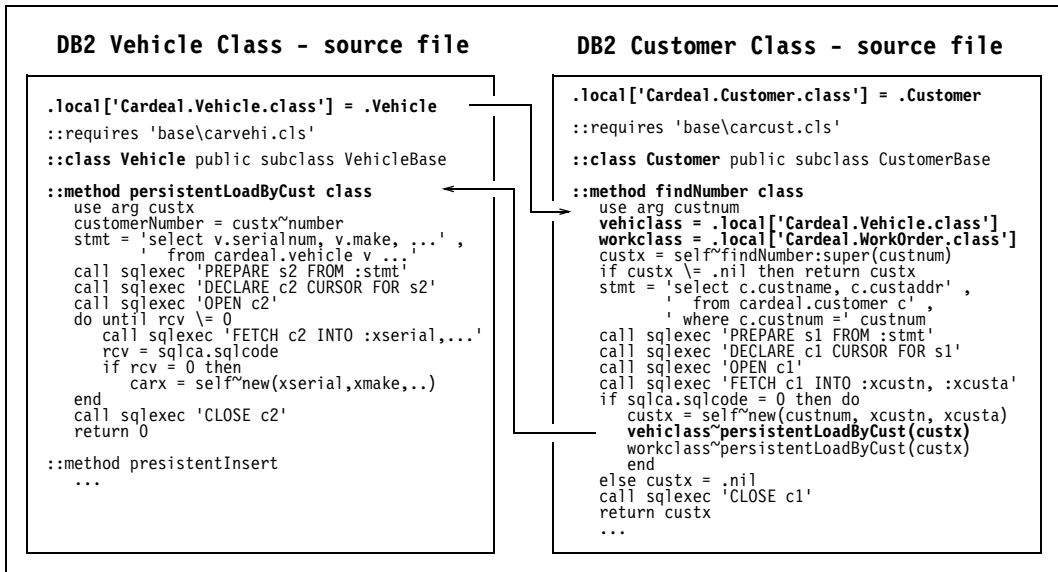 DB2 Vehicle Class - source file
.local['Cardeal.Vehicle.class'] = .Vehicle
::requires 'base\carvehi.cls'
::class Vehicle public subclass VehicleBase
::method persistentLoadByCust class
use arg custx
customerNumber = custx~number
stmt = 'select v.serialnum, v.make, ...' ,
' from cardeal.vehicle v ...'
call sqlexec 'PREPARE s2 FROM :stmt'
call sqlexec 'DECLARE c2 CURSOR FOR s2'
call sqlexec 'OPEN c2'
do until rcv \= 0
call sqlexec 'FETCH c2 INTO :xserial,...'
rcv = sqlca.sqlcode
if rcv = 0 then
carx = self~new(xserial,xmake,..)
end
call sqlexec 'CLOSE c2'
return 0
::method presistentInsert
...
DB2 Customer Class - source file
.local['Cardeal.Customer.class'] = .Customer
::requires 'base\carcust.cls'
::class Customer public subclass CustomerBase
::method findNumber class
use arg custnum
vehiclass = .local['Cardeal.Vehicle.class']
workclass = .local['Cardeal.WorkOrder.class']
custx = self~findNumber:super(custnum)
if custx \= .nil then return custx
stmt = 'select c.custname, c.custaddr' ,
' from cardeal.customer c' ,
' where c.custnum =' custnum
call sqlexec 'PREPARE s1 FROM :stmt'
call sqlexec 'DECLARE c1 CURSOR FOR s1'
call sqlexec 'OPEN c1'
call sqlexec 'FETCH c1 INTO :xcustn, :xcusta'
if sqlca.sqlcode = 0 then do
custx = self~new(custnum, xcustn, xcusta)
vehiclass~persistentLoadByCust(custx)
workclass~persistentLoadByCust(custx)
end
else custx = .nil
call sqlexec 'CLOSE c1'
return custx
...